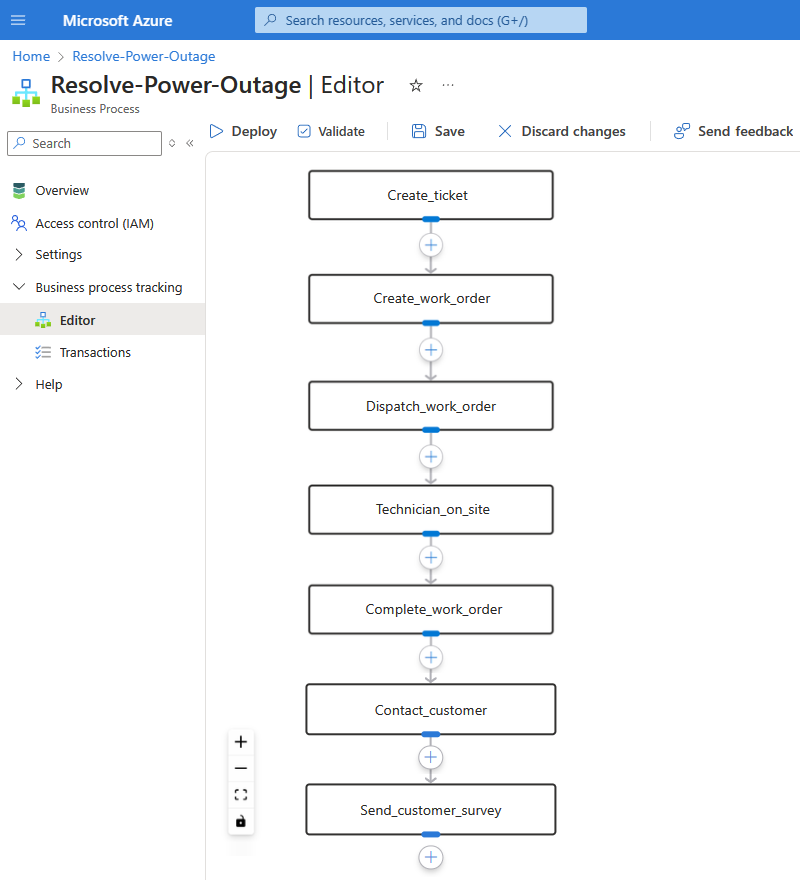 Microsoft Azure
Search resources, services, and docs (G+/)
Home > Resolve-Power-Outage
Resolve-Power-Outage | Editor
Business Process
Search
Deploy Validate Save Discard changes Send feedback
Overview
Access control (IAM)
Settings
Business process tracking
Editor
Transactions
Help
Create_ticket
Create_work_order
Dispatch_work_order
Technician_on_site
Complete_work_order
Contact_customer
Send_customer_survey